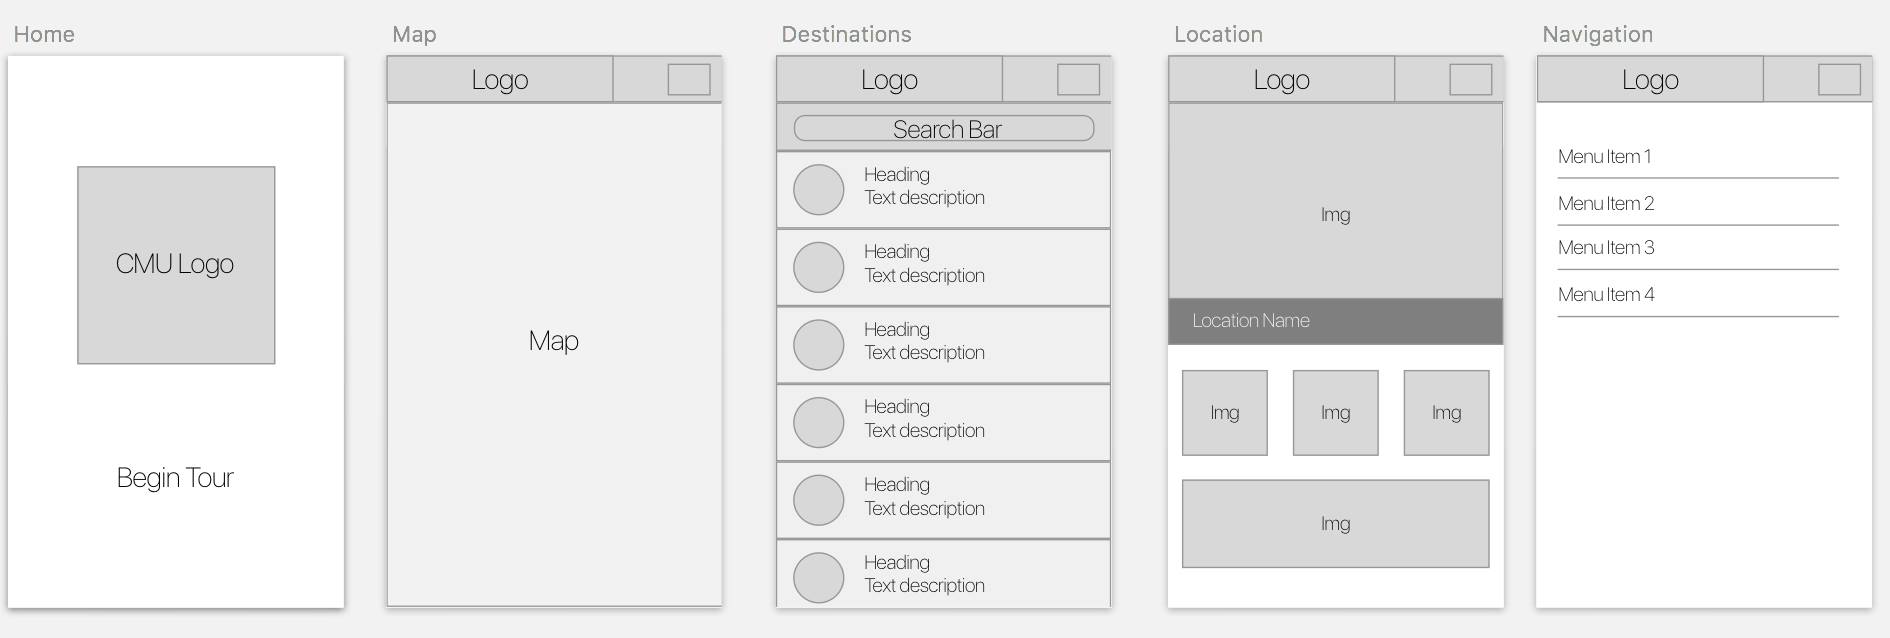 Home
CMU Logo
Begin Tour
Map
Logo
Map
Destinations
Logo
Search Bar
Heading
Text description
Heading
Text description
Heading
Text description
Heading
Text description
Heading
Text description
Heading
Text description
Location
Logo
Img
Location Name
Img Img Img
Img
Navigation
Logo
Menu Item 1
Menu Item 2
Menu Item 3
Menu Item 4